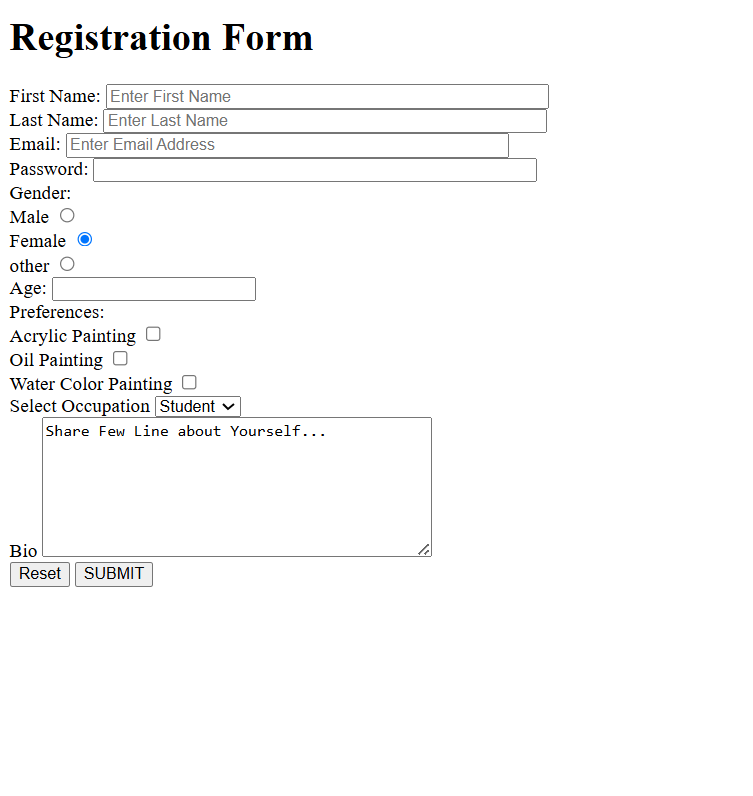 Registration Form
First Name: Enter First Name
Last Name: Enter Last Name
Email: Enter Email Address
Password:
Gender:
Male
Female
other
Age:
Preferences:
Acrylic Painting
Oil Painting
Water Color Painting
Select Occupation Student
Share Few Line about Yourself...
Bio
Reset SUBMIT